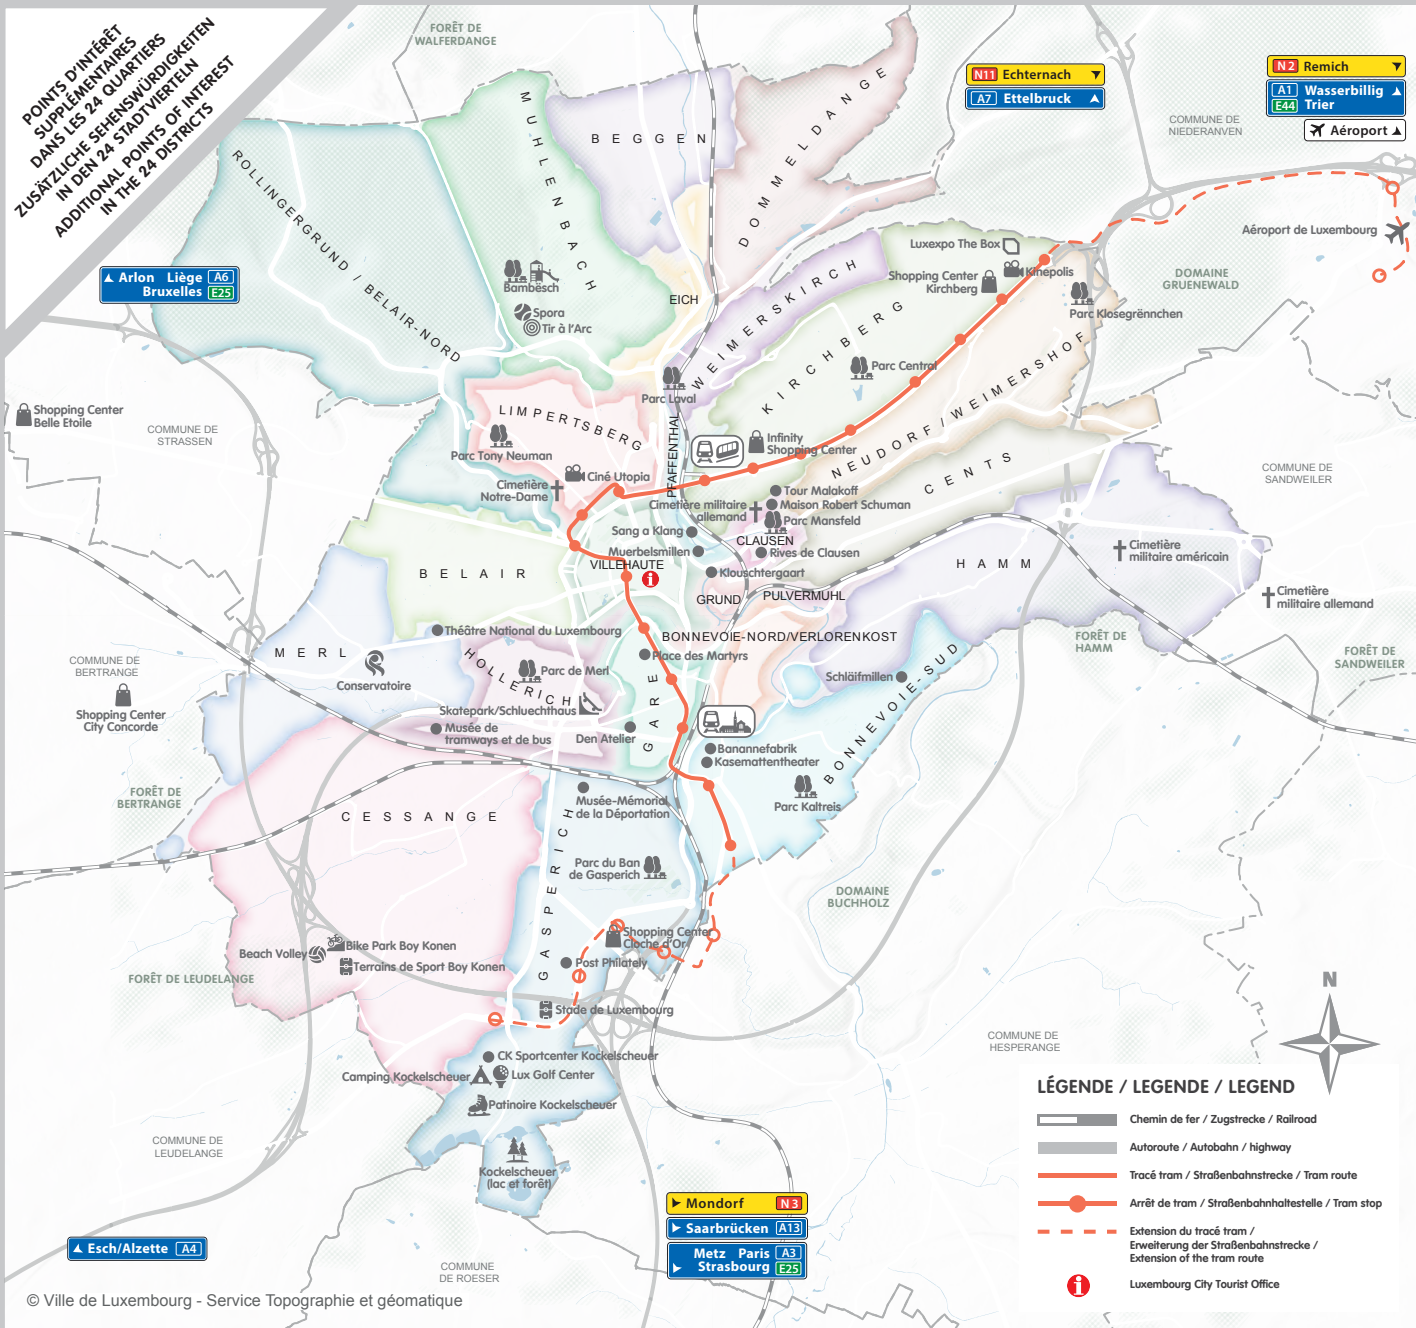 POINTS D'INTÉRÊT
SUPPLÉMENTAIRES
DANS LES 24 QUARTIERS
ZUSÄTZLICHE SEHENSWÜRDIGKEITEN
IN DEN 24 STADTVIERTELN
ADDITIONAL POINTS OF INTEREST
IN THE 24 DISTRICTS
FORÊT DE
WALFERDANGE
N11 Echternach
A7 Ettelbruck
N2 Remich
A1 Wasserbillig
E44 Trier
Aéroport
COMMUNE DE
NIEDERANVEN
MUHLENBACH
BEGGEN
DOMMELDANGE
ROLLINGERGRUND / BELAIR-NORD
Arlon Liège A6
Bruxelles E25
Aéroport de Luxembourg
DOMAINE
GRUENEWALD
Luxexpo The Box
Kinepolis
Shopping Center
Kirchberg
Parc Klosegrënnchen
Bambësch
Spora
Tir à l'Arc
EICH
WEIMERSKIRCH
KIRCHBERG
Parc Central
NEUDORF/WEIMERSHOF
Parc Laval
Shopping Center
Belle Etoile
COMMUNE DE
STRASSEN
LIMPERTSBERG
Parc Tony Neuman
PFAFFENTHAL
Infinity
Shopping Center
CENTS
COMMUNE DE
SANDWEILER
Ciné Utopia
Cimetière
Notre-Dame
Tour Malakoff
Maison Robert Schuman
Cimetière militaire
allemand
Parc Mansfeld
Sang a Klang
CLAUSEN
Muerbelsmillen
Rives de Clausen
VILLEHAUTE
Klouschtergaart
BELAIR
HAMM
Cimetière
militaire américain
Cimetière
militaire allemand
GRUND
PULVERMUHL
Théâtre National du Luxembourg
BONNEVOIE-NORD/VERLORENKOST
FORÊT DE
HAMM
FORÊT DE
SANDWEILER
MERL
HOLLERICH
Place des Martyrs
COMMUNE DE
BERTRANGE
Conservatoire
Parc de Merl
Schläifmillen
BONNEVOIE-SUD
Shopping Center
City Concorde
Skatepark/Schluechthaus
GARE
Musée de
tramways et de bus
Den Atelier
Banannefabrik
Kasemattentheater
FORÊT DE
BERTRANGE
Musée-Mémorial
de la Déportation
Parc Kaltreis
CESSANGE
GASPERICH
Parc du Ban
de Gasperich
DOMAINE
BUCHHOLZ
Shopping Center
Cloche d'Or
Bike Park Boy Konen
Beach Volley
Terrains de Sport Boy Konen
Post Philately
FORÊT DE LEUDELANGE
Stade de Luxembourg
COMMUNE DE
HESPERANGE
CK Sportcenter Kockelscheuer
Camping Kockelscheuer
Lux Golf Center
Patinoire Kockelscheuer
COMMUNE DE
LEUDELANGE
Kockelscheuer
(lac et forêt)
Mondorf N3
Saarbrücken A13
Metz Paris A3
Strasbourg E25
Esch/Alzette A4
COMMUNE
DE ROESER
N
LÉGENDE / LEGENDE / LEGEND
Chemin de fer / Zugstrecke / Railroad
Autoroute / Autobahn / highway
Tracé tram / Straßenbahnstrecke / Tram route
Arrêt de tram / Straßenbahnhaltestelle / Tram stop
Extension du tracé tram /
Erweiterung der Straßenbahnstrecke /
Extension of the tram route
Luxembourg City Tourist Office
© Ville de Luxembourg - Service Topographie et géomatique